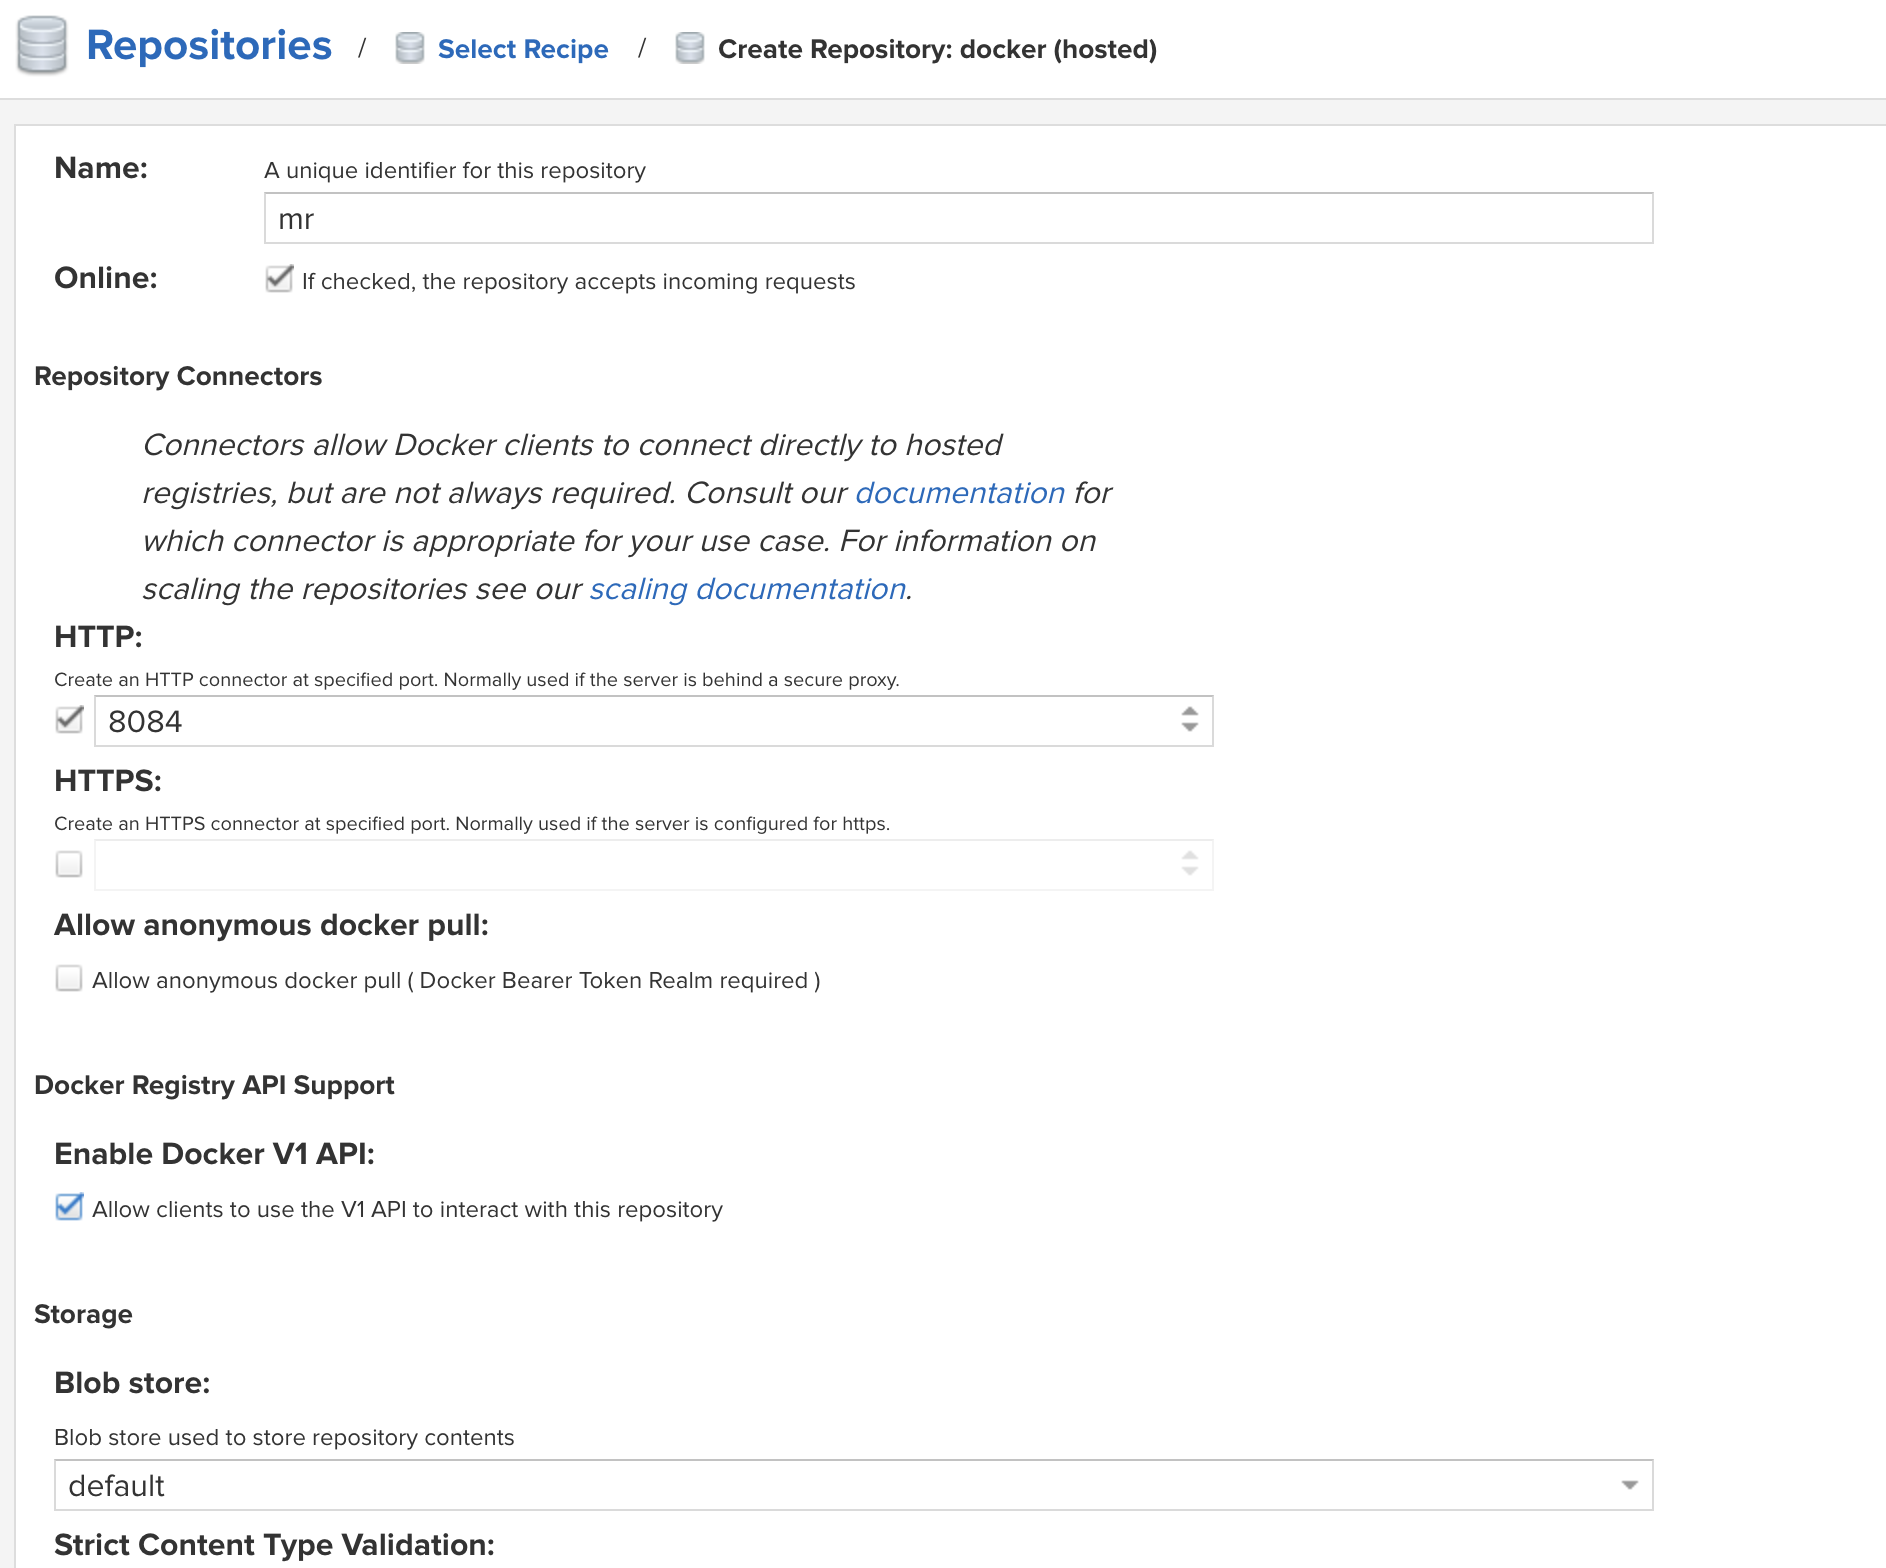 Repositories / Select Recipe / Create Repository: docker (hosted)
Name: A unique identifier for this repository
mr
Online: If checked, the repository accepts incoming requests
Repository Connectors
Connectors allow Docker clients to connect directly to hosted
registries, but are not always required. Consult our documentation for
which connector is appropriate for your use case. For information on
scaling the repositories see our scaling documentation.
HTTP:
Create an HTTP connector at specified port. Normally used if the server is behind a secure proxy.
8084
HTTPS:
Create an HTTPS connector at specified port. Normally used if the server is configured for https.
Allow anonymous docker pull:
Allow anonymous docker pull ( Docker Bearer Token Realm required )
Docker Registry API Support
Enable Docker V1 API:
Allow clients to use the V1 API to interact with this repository
Storage
Blob store:
Blob store used to store repository contents
default
Strict Content Type Validation: